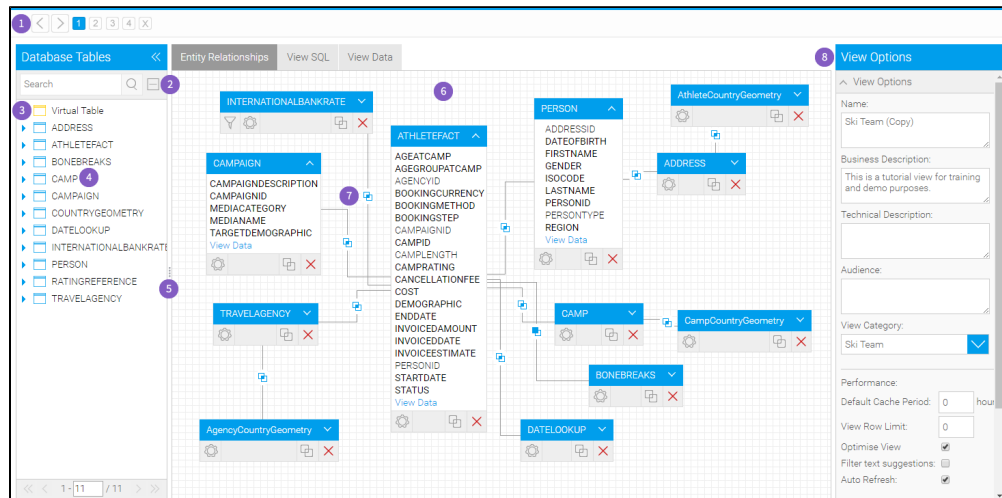 1 1 2 3 4 X
Database Tables
Search
2
3 Virtual Table
ADDRESS
ATHLETEFACT
BONEBREAKS
CAMP 4
CAMPAIGN
COUNTRYGEOMETRY
DATELOOKUP
INTERNATIONALBANKRATE
PERSON
RATINGREFERENCE
5
TRAVELAGENCY
1 - 11 / 11
Entity Relationships View SQL View Data
6
INTERNATIONALBANKRATE
CAMPAIGN
CAMPAIGNDESCRIPTION
CAMPAIGNID
MEDIACATEGORY
MEDIANAME
TARGETDEMOGRAPHIC
View Data
7
TRAVELAGENCY
AgencyCountryGeometry
ATHLETEFACT
AGEATCAMP
AGEGROUPATCAMP
AGENCYID
BOOKINGCURRENCY
BOOKINGMETHOD
BOOKINGSTEP
CAMPAIGNID
CAMPID
CAMPLENGTH
CAMPRATING
CANCELLATIONFEE
COST
DEMOGRAPHIC
ENDDATE
INVOICEDAMOUNT
INVOICEDDATE
INVOICEESTIMATE
PERSONID
STARTDATE
STATUS
View Data
PERSON
ADDRESSID
DATEOFBIRTH
FIRSTNAME
GENDER
ISOCODE
LASTNAME
PERSONID
PERSONTYPE
REGION
View Data
AthleteCountryGeometry
ADDRESS
CAMP
CampCountryGeometry
BONEBREAKS
DATELOOKUP
8 View Options
View Options
Name:
Ski Team (Copy)
Business Description:
This is a tutorial view for training
and demo purposes.
Technical Description:
Audience:
View Category:
Ski Team
Performance:
Default Cache Period: 0 hour
View Row Limit: 0
Optimise View
Filter text suggestions:
Auto Refresh: